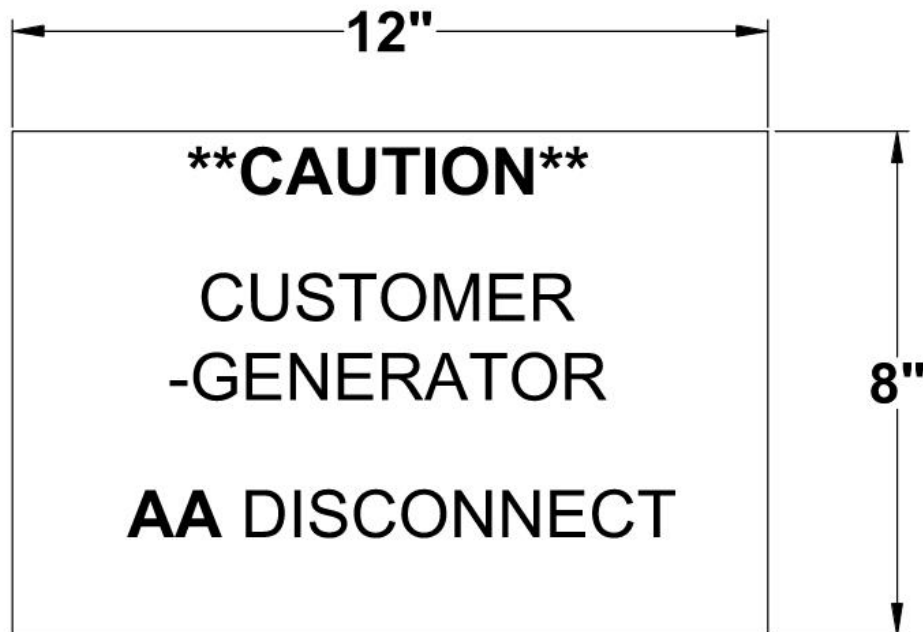 12"
**CAUTION**
CUSTOMER
-GENERATOR
8"
AA DISCONNECT